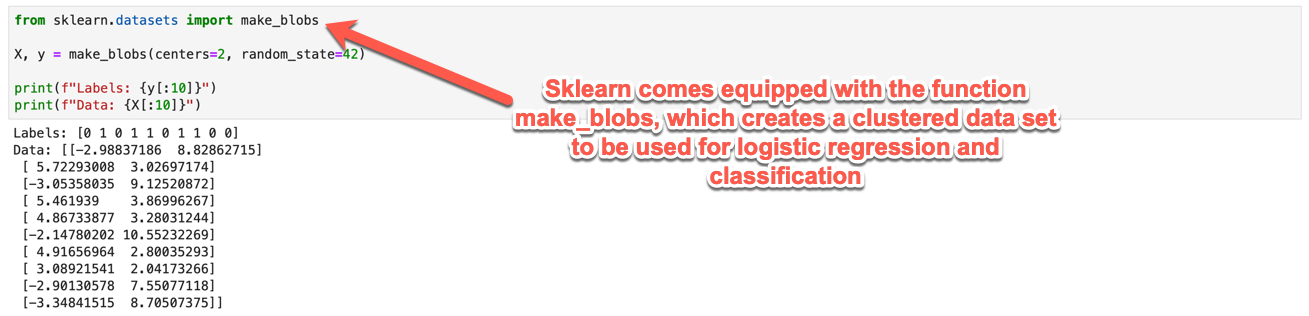 from sklearn.datasets import make_blobs
X, y = make_blobs(centers=2, random_state=42)
print(f"Labels: {y[:10]}")
print(f"Data: {X[:10]}")
Sklearn comes equipped with the function
make_blobs, which creates a clustered data set
to be used for logistic regression and
classification
Labels: [0 1 0 1 1 0 1 1 0 0]
Data: [[-2.98837186  8.82862715]
 [ 5.72293008  3.02697174]
 [-3.05358035  9.12520872]
 [ 5.461939    3.86996267]
 [ 4.86733877  3.28031244]
 [-2.14780202 10.55232269]
 [ 4.91656964  2.80035293]
 [ 3.08921541  2.04173266]
 [-2.90130578  7.55077118]
 [-3.34841515  8.70507375]]